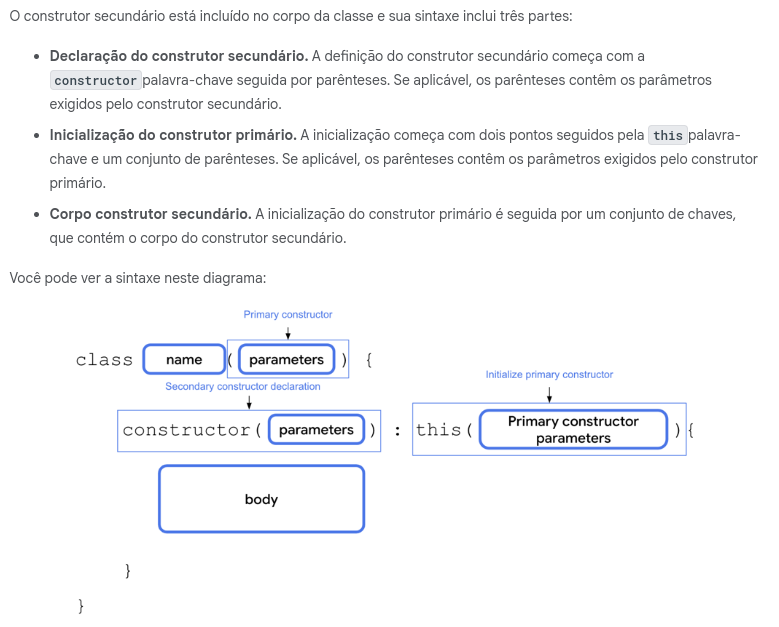 O construtor secundário está incluído no corpo da classe e sua sintaxe inclui três partes:
• Declaração do construtor secundário. A definição do construtor secundário começa com a
constructor palavra-chave seguida por parênteses. Se aplicável, os parênteses contêm os parâmetros
exigidos pelo construtor secundário.
• Inicialização do construtor primário. A inicialização começa com dois pontos seguidos pela this palavra-
chave e um conjunto de parênteses. Se aplicável, os parênteses contêm os parâmetros exigidos pelo construtor
primário.
• Corpo construtor secundário. A inicialização do construtor primário é seguida por um conjunto de chaves,
que contém o corpo do construtor secundário.
Você pode ver a sintaxe neste diagrama:
Primary constructor
class name ( parameters ) {
Secondary constructor declaration
Initialize primary constructor
constructor( parameters ) : this( Primary constructor
parameters ) {
body
}
}